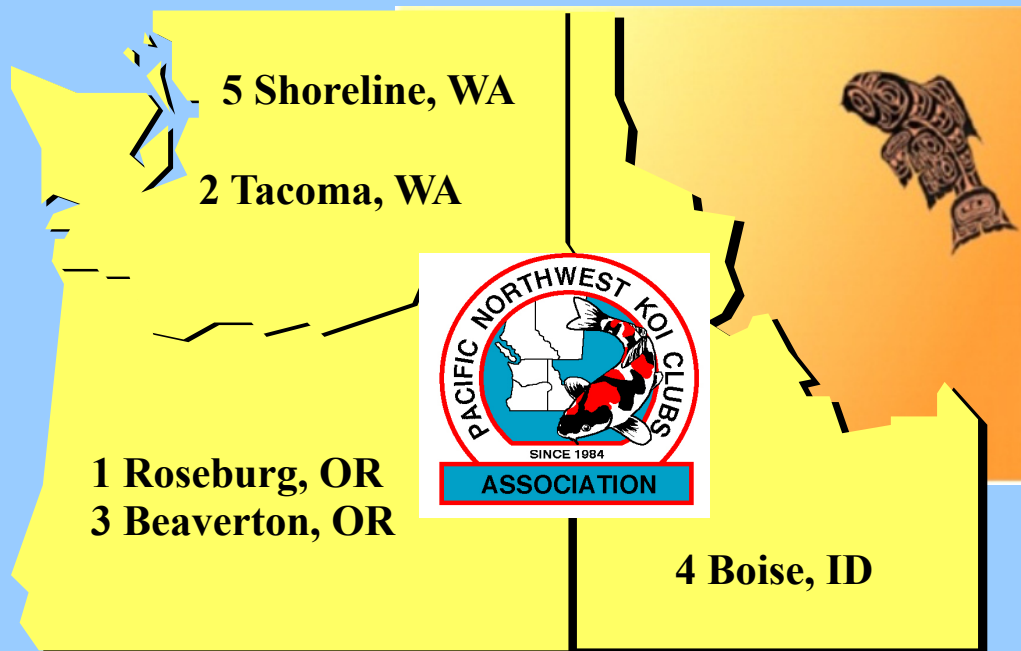 5 Shoreline, WA
2 Tacoma, WA
PACIFIC NORTHWEST KOI CLUBS
SINCE 1984
ASSOCIATION
1 Roseburg, OR
3 Beaverton, OR
4 Boise, ID